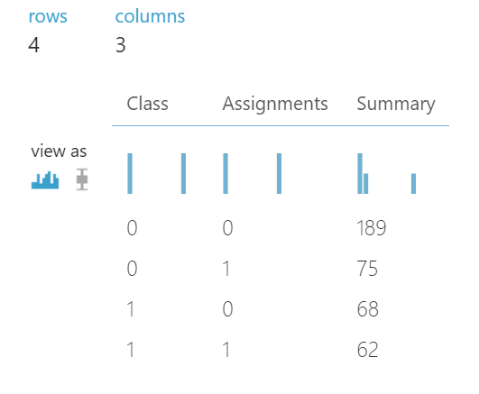 rows columns
4 3
Class Assignments Summary
view as
0 0 189
0 1 75
1 0 68
1 1 62